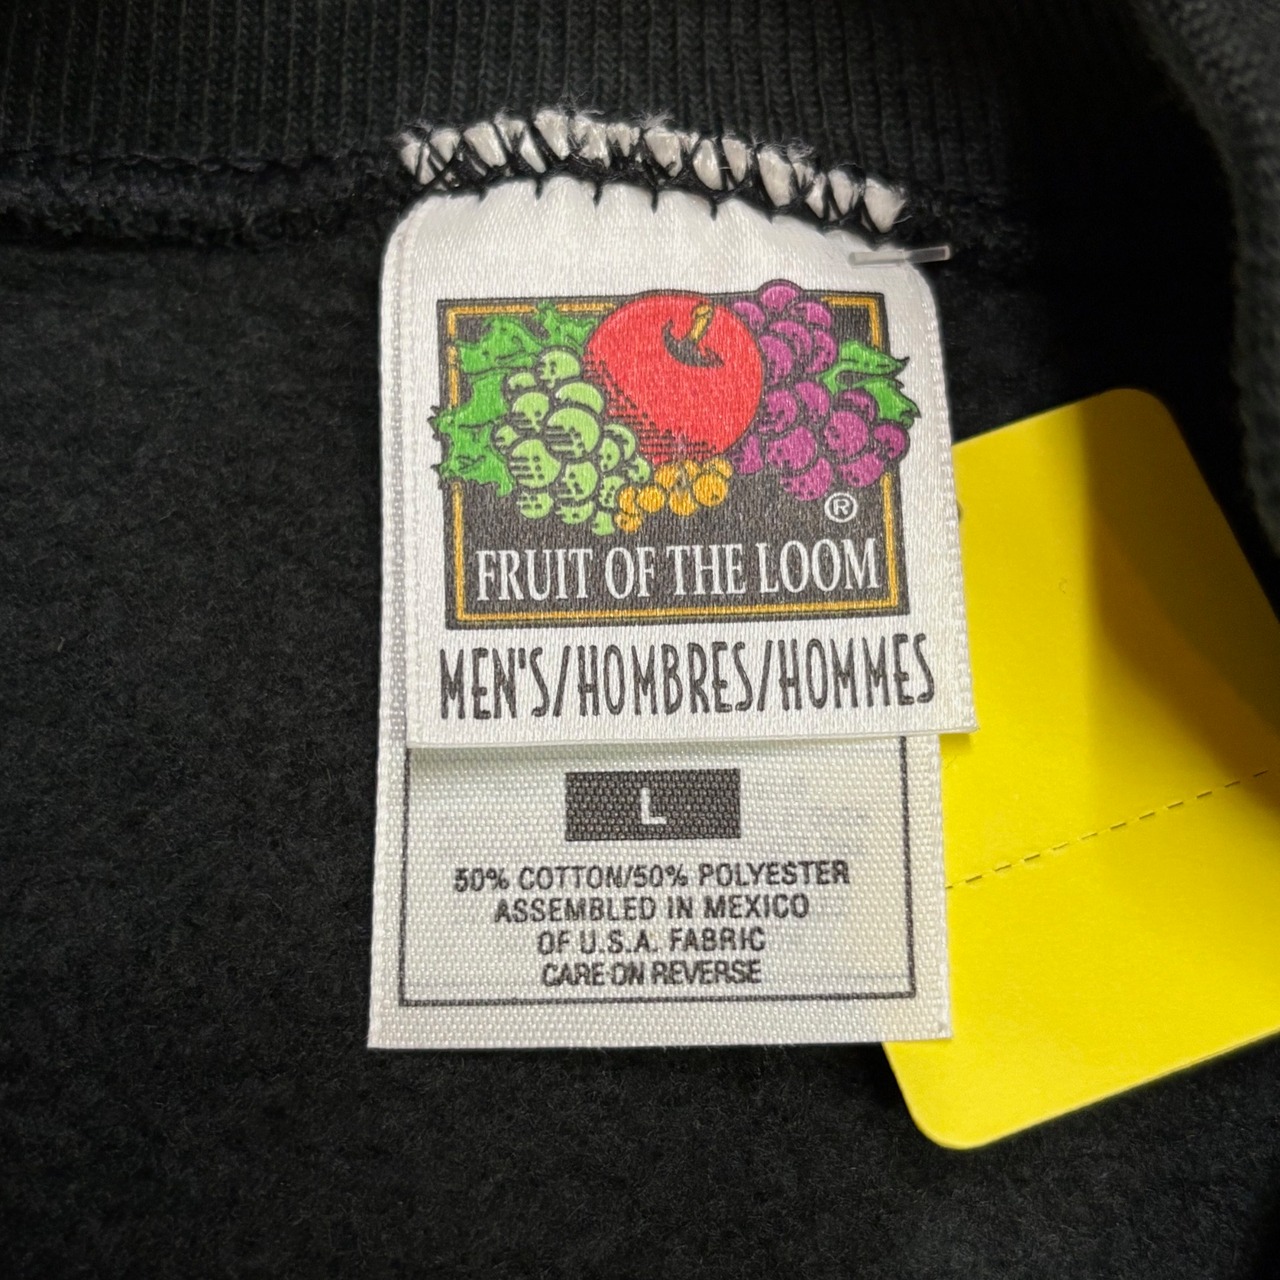 ®
FRUIT OF THE LOOM
MEN'S/HOMBRES/HOMMES
L
50% COTTON/50% POLYESTER
ASSEMBLED IN MEXICO
OF U.S.A. FABRIC
CARE ON REVERSE